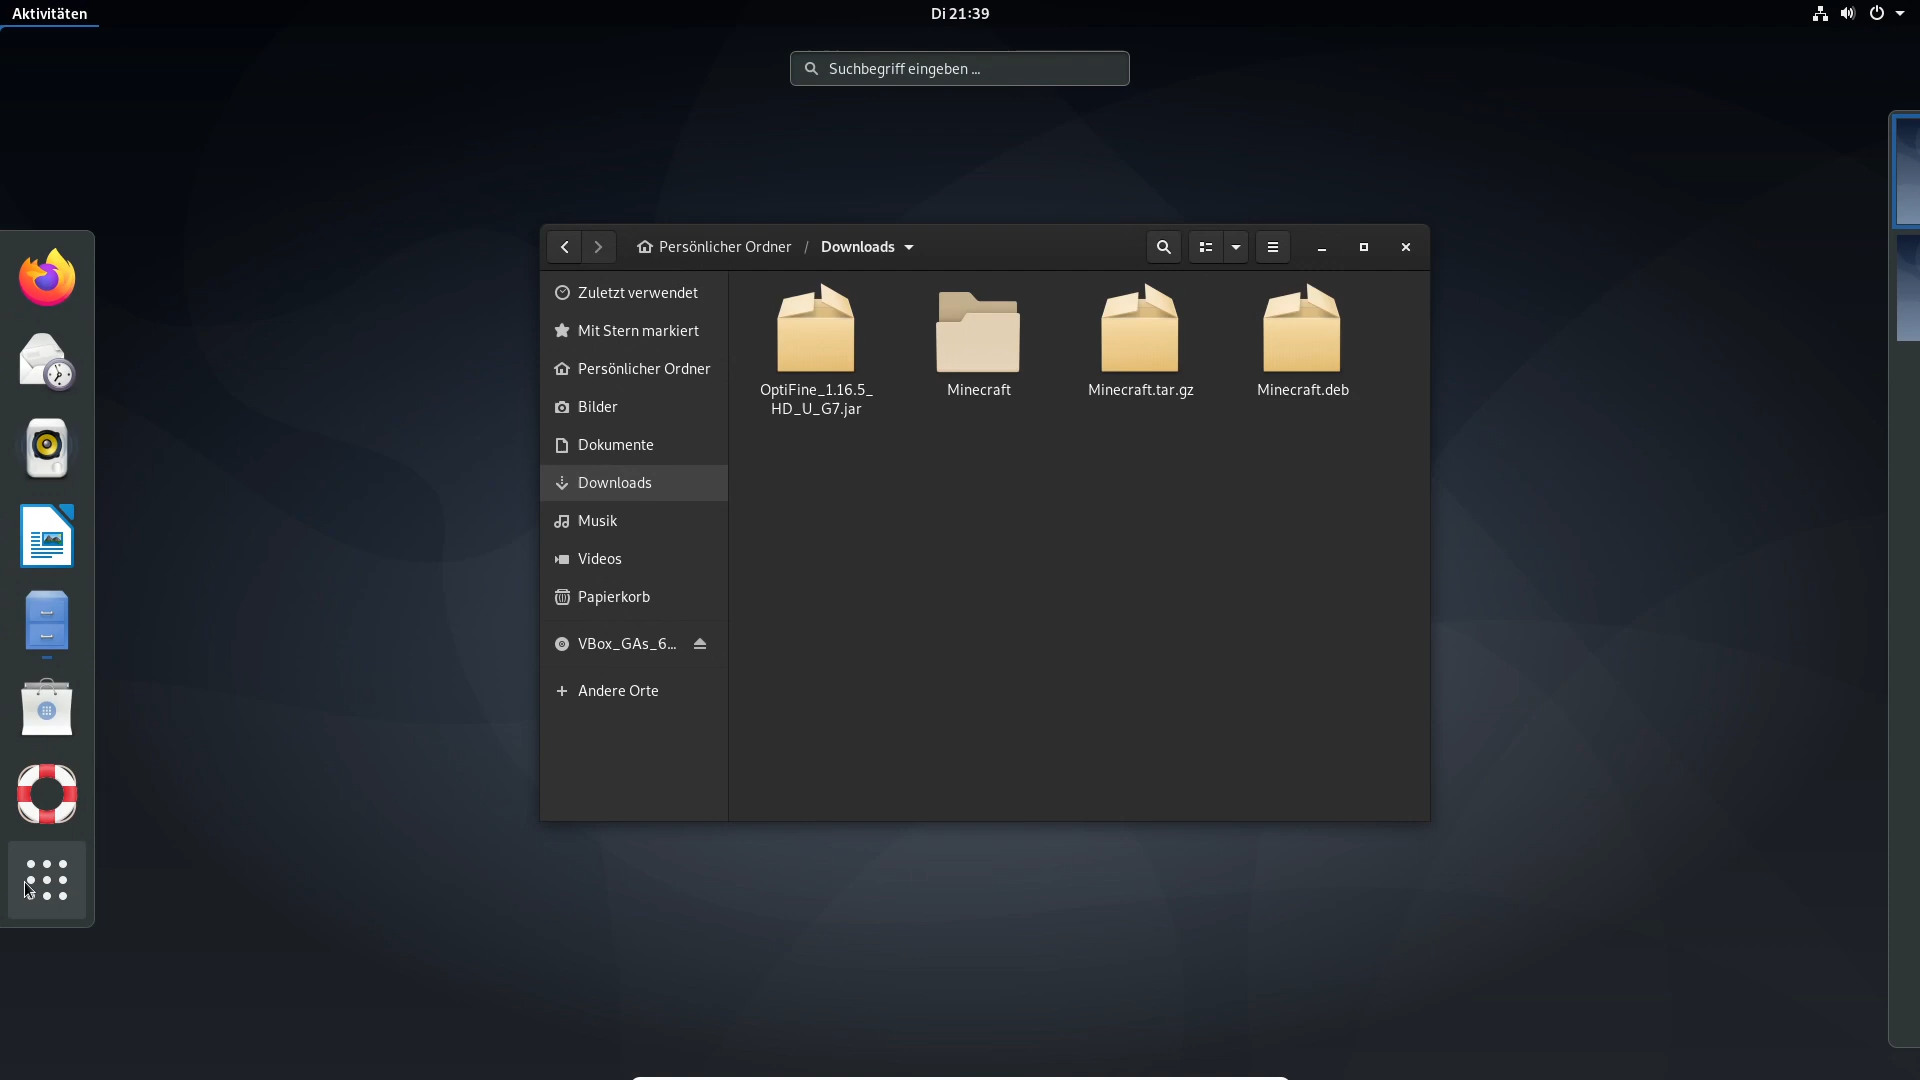 Aktivitäten
Di 21:39
Suchbegriff eingeben ...
Persönlicher Ordner / Downloads
Zuletzt verwendet
Mit Stern markiert
Persönlicher Ordner
Bilder
Dokumente
Downloads
Musik
Videos
Papierkorb
VBox_GAs_6...
Andere Orte
OptiFine_1.16.5_
HD_U_G7.jar
Minecraft
Minecraft.tar.gz
Minecraft.deb